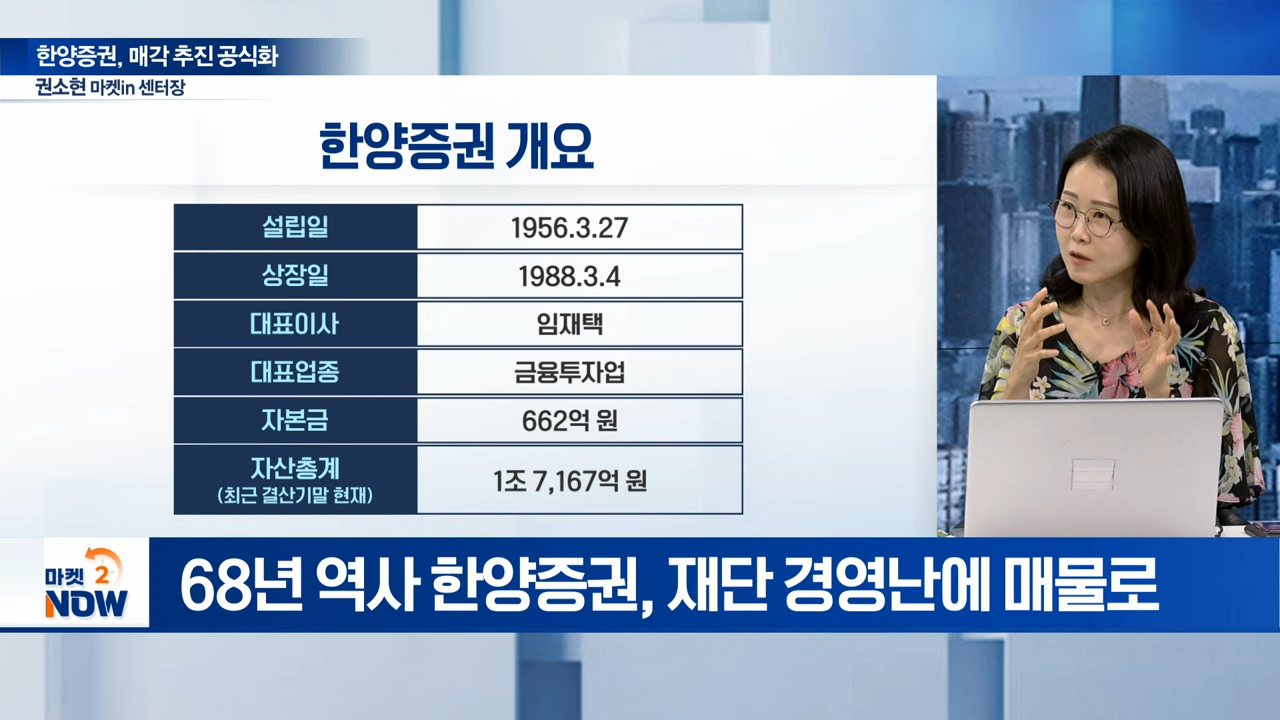 한양증권, 매각 추진 공식화
권소현 마켓in 센터장
한양증권 개요
설립일 1956.3.27
상장일 1988.3.4
대표이사 임재택
대표업종 금융투자업
자본금 662억 원
자산총계 1조 7,167억 원
(최근 결산기말 현재)
마켓 2
NOW
68년 역사 한양증권, 재단 경영난에 매물로